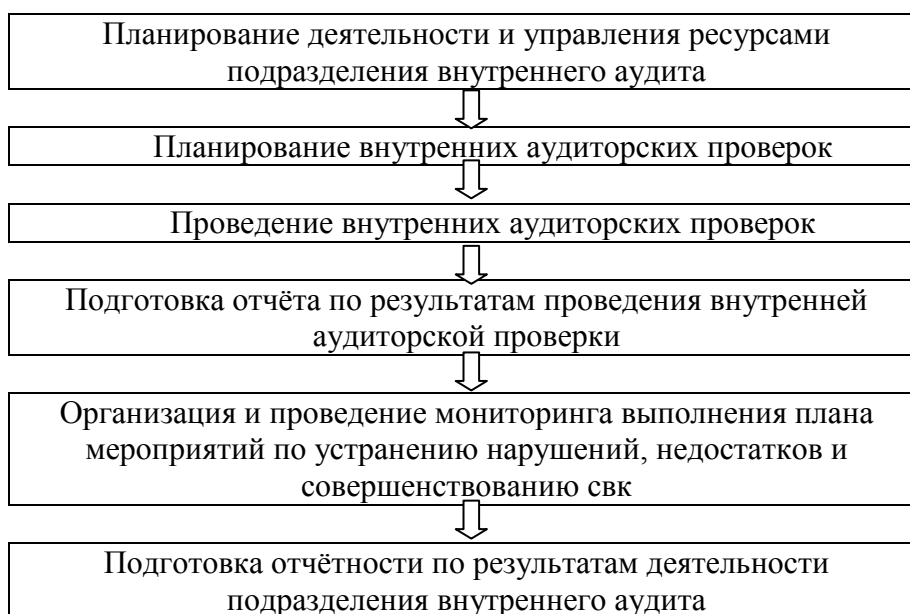 Планирование деятельности и управления ресурсами
подразделения внутреннего аудита
Планирование внутренних аудиторских проверок
Проведение внутренних аудиторских проверок
Подготовка отчёта по результатам проведения внутренней
аудиторской проверки
Организация и проведение мониторинга выполнения плана
мероприятий по устранению нарушений, недостатков и
совершенствованию свк
Подготовка отчётности по результатам деятельности
подразделения внутреннего аудита